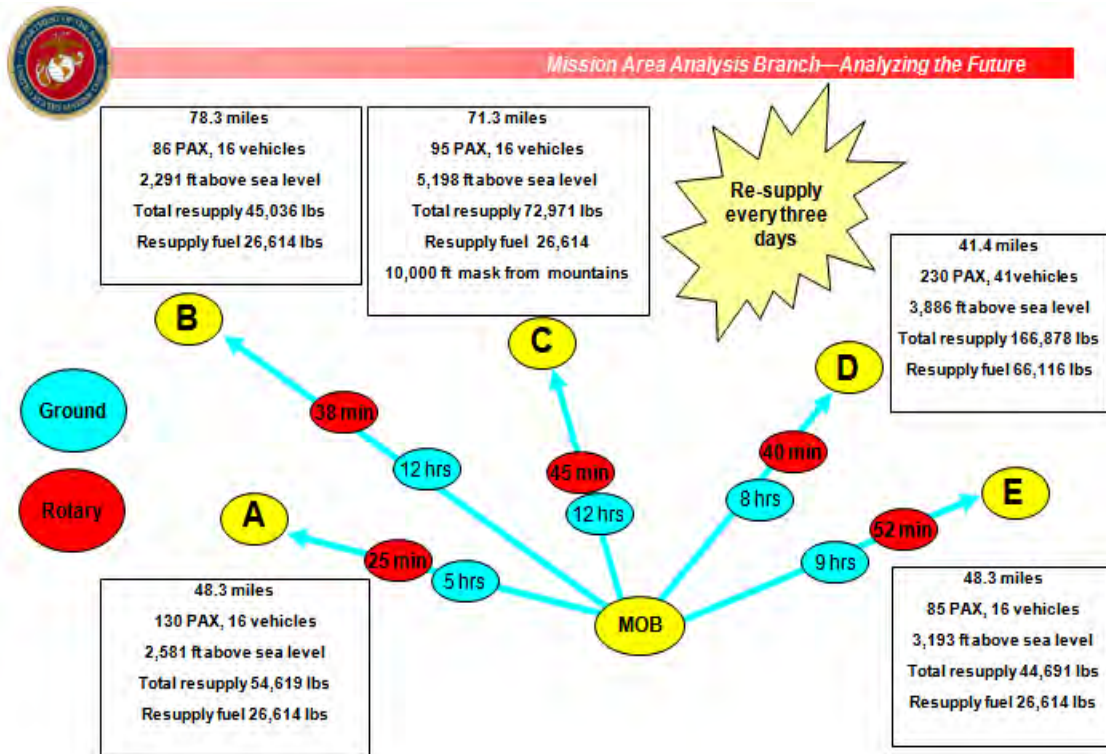 Mission Area Analysis Branch—Analyzing the Future
78.3 miles
86 PAX, 16 vehicles
2,291 ft above sea level
Total resupply 45,036 lbs
Resupply fuel 26,614 lbs
71.3 miles
95 PAX, 16 vehicles
5,198 ft above sea level
Total resupply 72,971 lbs
Resupply fuel 26,614
10,000 ft mask from mountains
Re-supply
every three
days
41.4 miles
230 PAX, 41vehicles
3,886 ft above sea level
Total resupply 166,878 lbs
Resupply fuel 66,116 lbs
B
C
D
Ground
38 min
40 min
12 hrs
45 min
8 hrs
E
Rotary
A
12 hrs
52 min
25 min
9 hrs
5 hrs
MOB
48.3 miles
130 PAX, 16 vehicles
2,581 ft above sea level
Total resupply 54,619 lbs
Resupply fuel 26,614 lbs
48.3 miles
85 PAX, 16 vehicles
3,193 ft above sea level
Total resupply 44,691 lbs
Resupply fuel 26,614 lbs